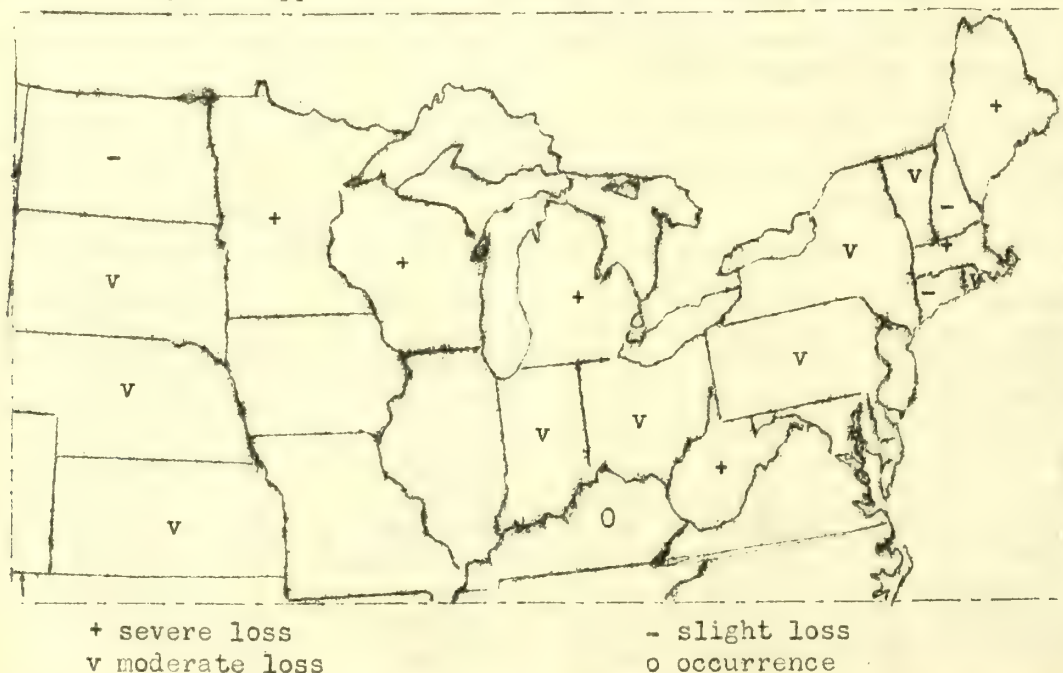 +
v
-
-
+
v
+
+
v
+
-
v
v
v
v
v
+
O
v
+ severe loss - slight loss
v moderate loss o occurrence